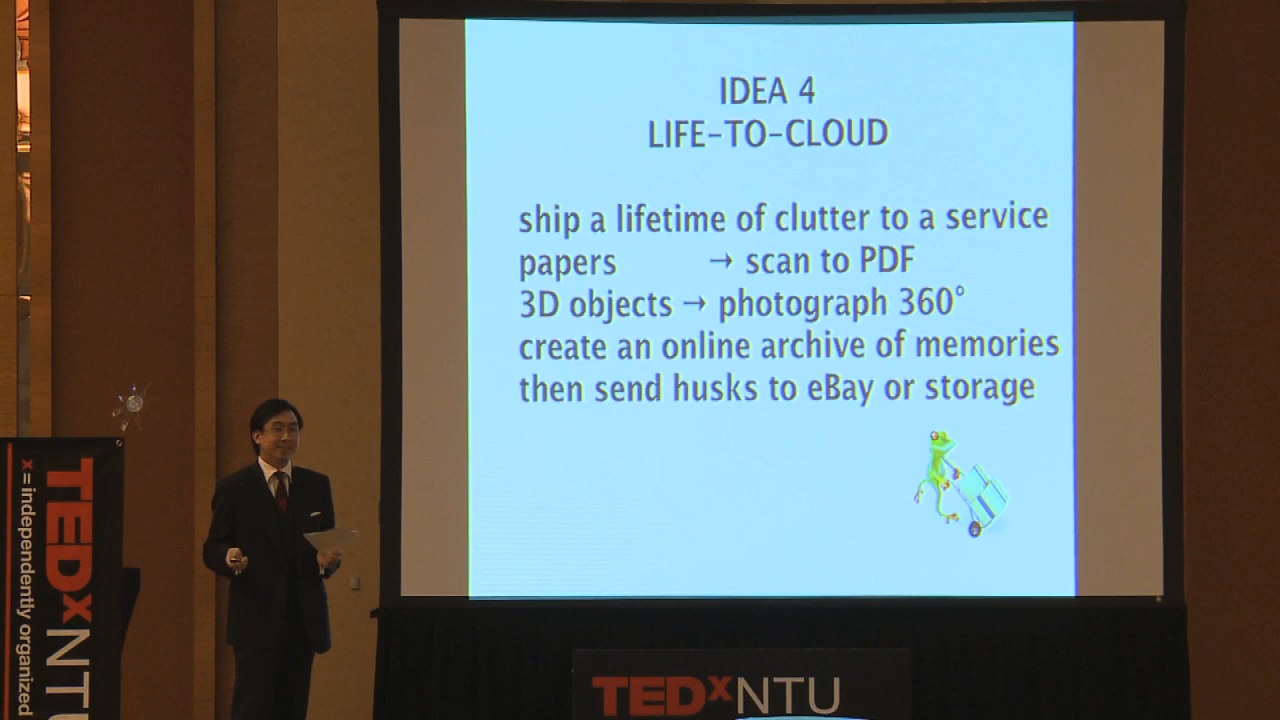 IDEA 4
LIFE-TO-CLOUD
ship a lifetime of clutter to a service
papers → scan to PDF
3D objects → photograph 360°
create an online archive of memories
then send husks to eBay or storage
TEDxNTU
x = independently organized
TEDxNTU